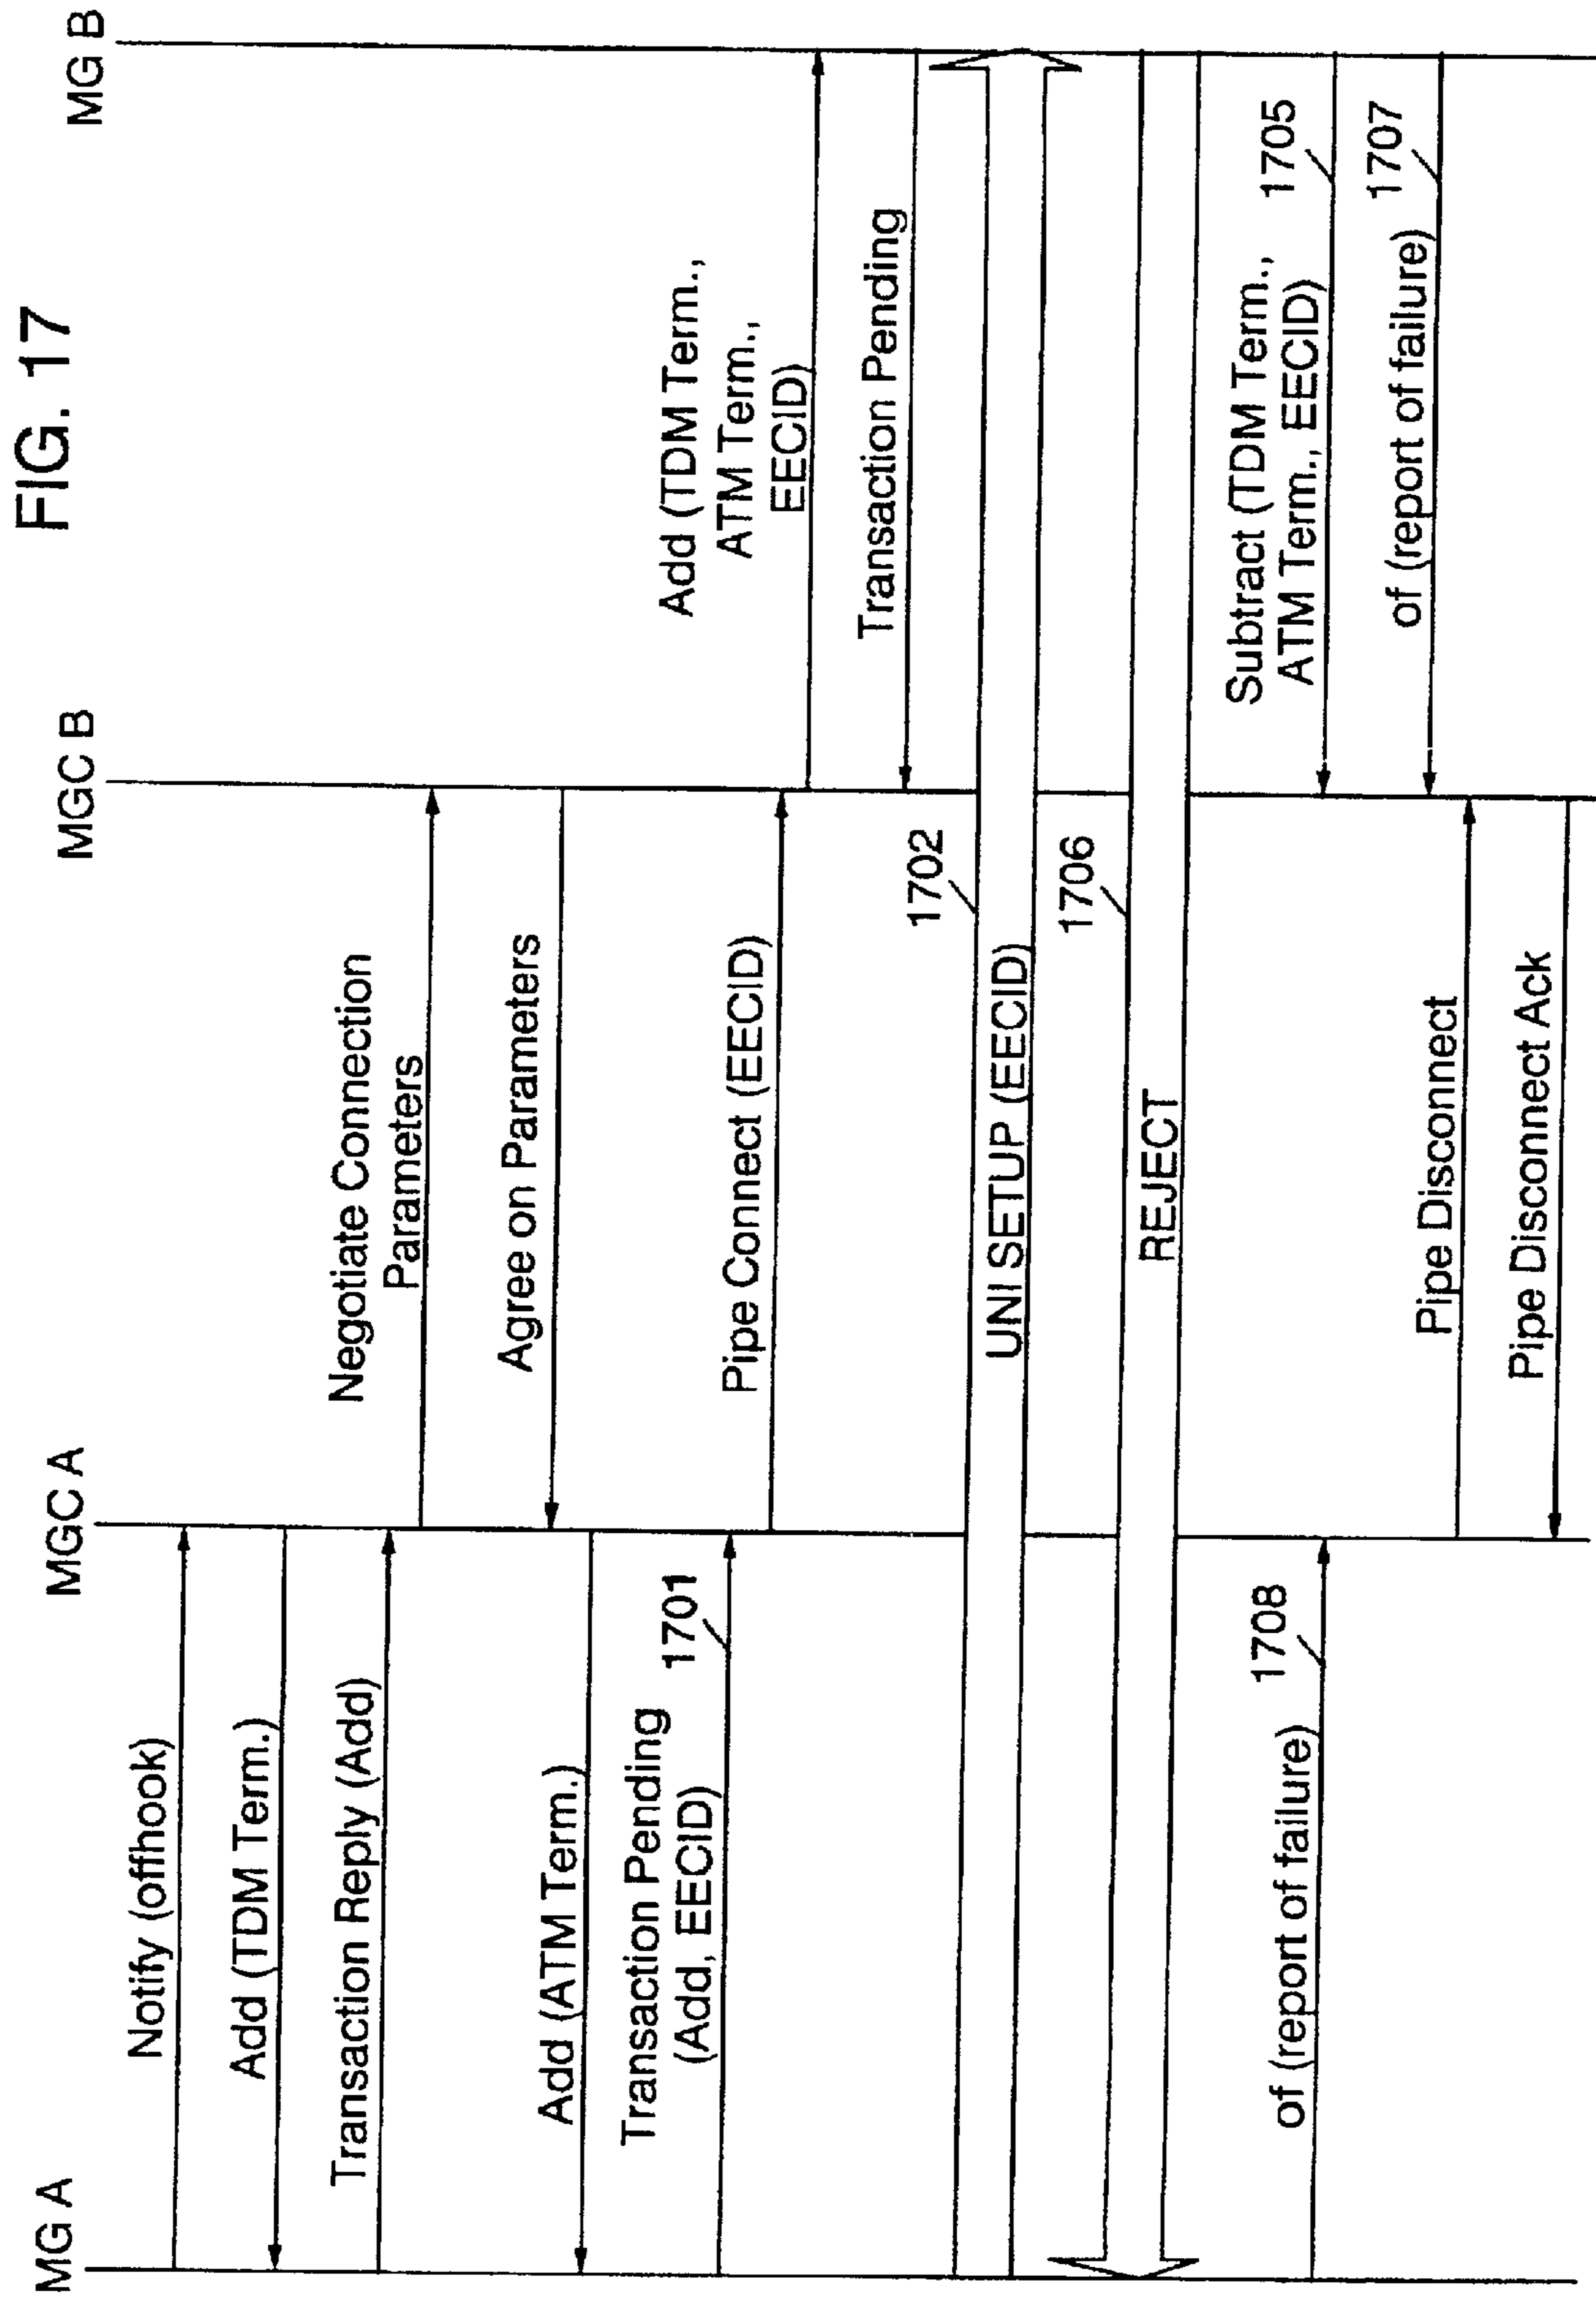 FIG. 17
MG A
MGC A
MGC B
MG B
Notify (offhook)
Add (TDM Term.)
Transaction Reply (Add)
Negotiate Connection
Parameters
Agree on Parameters
Add (ATM Term.)
Transaction Pending
(Add, EECID)
1701
Pipe Connect (EECID)
Add (TDM Term.,
ATM Term.,
EECID)
Transaction Pending
1702
UNI SETUP (EECID)
1706
REJECT
Subtract (TDM Term.,
ATM Term., EECID)
1705
of (report of failure)
1708
of (report of failure)
1707
Pipe Disconnect
Pipe Disconnect Ack